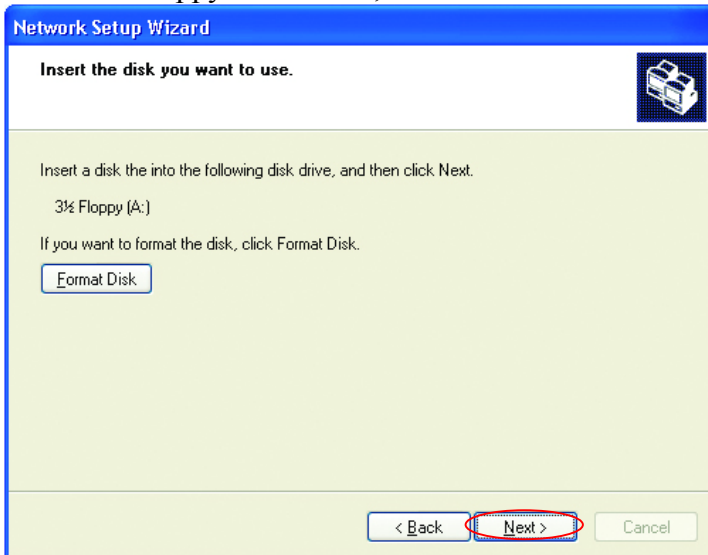 Network Setup Wizard
Insert the disk you want to use.
Insert a disk the into the following disk drive, and then click Next.
3½ Floppy (A:)
If you want to format the disk, click Format Disk.
Format Disk
< Back Next > Cancel